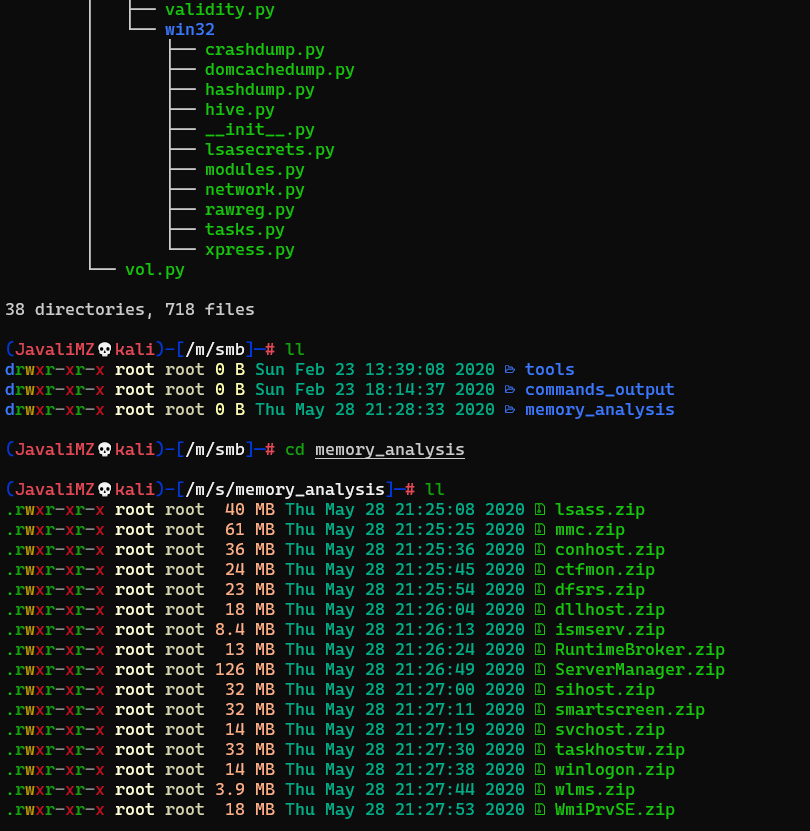 ├── validity.py
└── win32
├── crashdump.py
├── domcachedump.py
├── hashdump.py
├── hive.py
├── __init__.py
├── lsasecrets.py
├── modules.py
├── network.py
├── rawreg.py
├── tasks.py
└── xpress.py
└── vol.py
38 directories, 718 files
(JavaliMZ💀kali)-[/m/smb]─# ll
drwxr-xr-x root root 0 B Sun Feb 23 13:39:08 2020 🗁 tools
drwxr-xr-x root root 0 B Sun Feb 23 18:14:37 2020 🗁 commands_output
drwxr-xr-x root root 0 B Thu May 28 21:28:33 2020 🗁 memory_analysis
(JavaliMZ💀kali)-[/m/smb]─# cd memory_analysis
(JavaliMZ💀kali)-[/m/s/memory_analysis]─# ll
.rwxr-xr-x root root 40 MB Thu May 28 21:25:08 2020 lsass.zip
.rwxr-xr-x root root 61 MB Thu May 28 21:25:25 2020 mmc.zip
.rwxr-xr-x root root 36 MB Thu May 28 21:25:36 2020 conhost.zip
.rwxr-xr-x root root 24 MB Thu May 28 21:25:45 2020 ctfmon.zip
.rwxr-xr-x root root 23 MB Thu May 28 21:25:54 2020 dfsrs.zip
.rwxr-xr-x root root 18 MB Thu May 28 21:26:04 2020 dllhost.zip
.rwxr-xr-x root root 8.4 MB Thu May 28 21:26:13 2020 ismserv.zip
.rwxr-xr-x root root 13 MB Thu May 28 21:26:24 2020 RuntimeBroker.zip
.rwxr-xr-x root root 126 MB Thu May 28 21:26:49 2020 ServerManager.zip
.rwxr-xr-x root root 32 MB Thu May 28 21:27:00 2020 sihost.zip
.rwxr-xr-x root root 32 MB Thu May 28 21:27:11 2020 smartscreen.zip
.rwxr-xr-x root root 14 MB Thu May 28 21:27:19 2020 svchost.zip
.rwxr-xr-x root root 33 MB Thu May 28 21:27:30 2020 taskhostw.zip
.rwxr-xr-x root root 14 MB Thu May 28 21:27:38 2020 winlogon.zip
.rwxr-xr-x root root 3.9 MB Thu May 28 21:27:44 2020 wlms.zip
.rwxr-xr-x root root 18 MB Thu May 28 21:27:53 2020 WmiPrvSE.zip